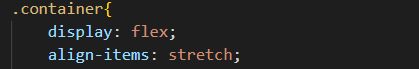 .container{
    display: flex;
    align-items: stretch;